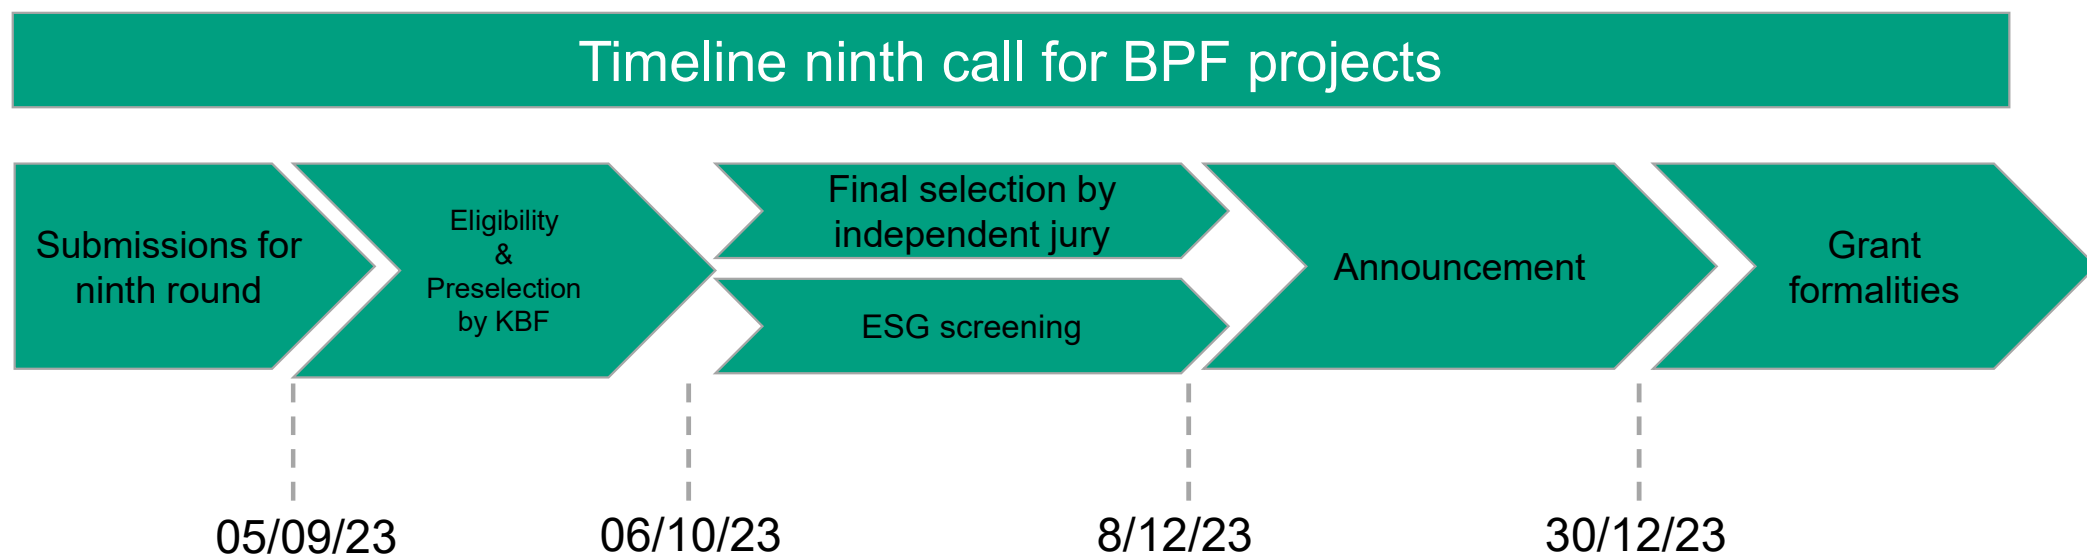 Timeline ninth call for BPF projects
Submissions for
ninth round
Eligibility
&
Preselection
by KBF
Final selection by
independent jury
ESG screening
Announcement
Grant
formalities
05/09/23
06/10/23
8/12/23
30/12/23